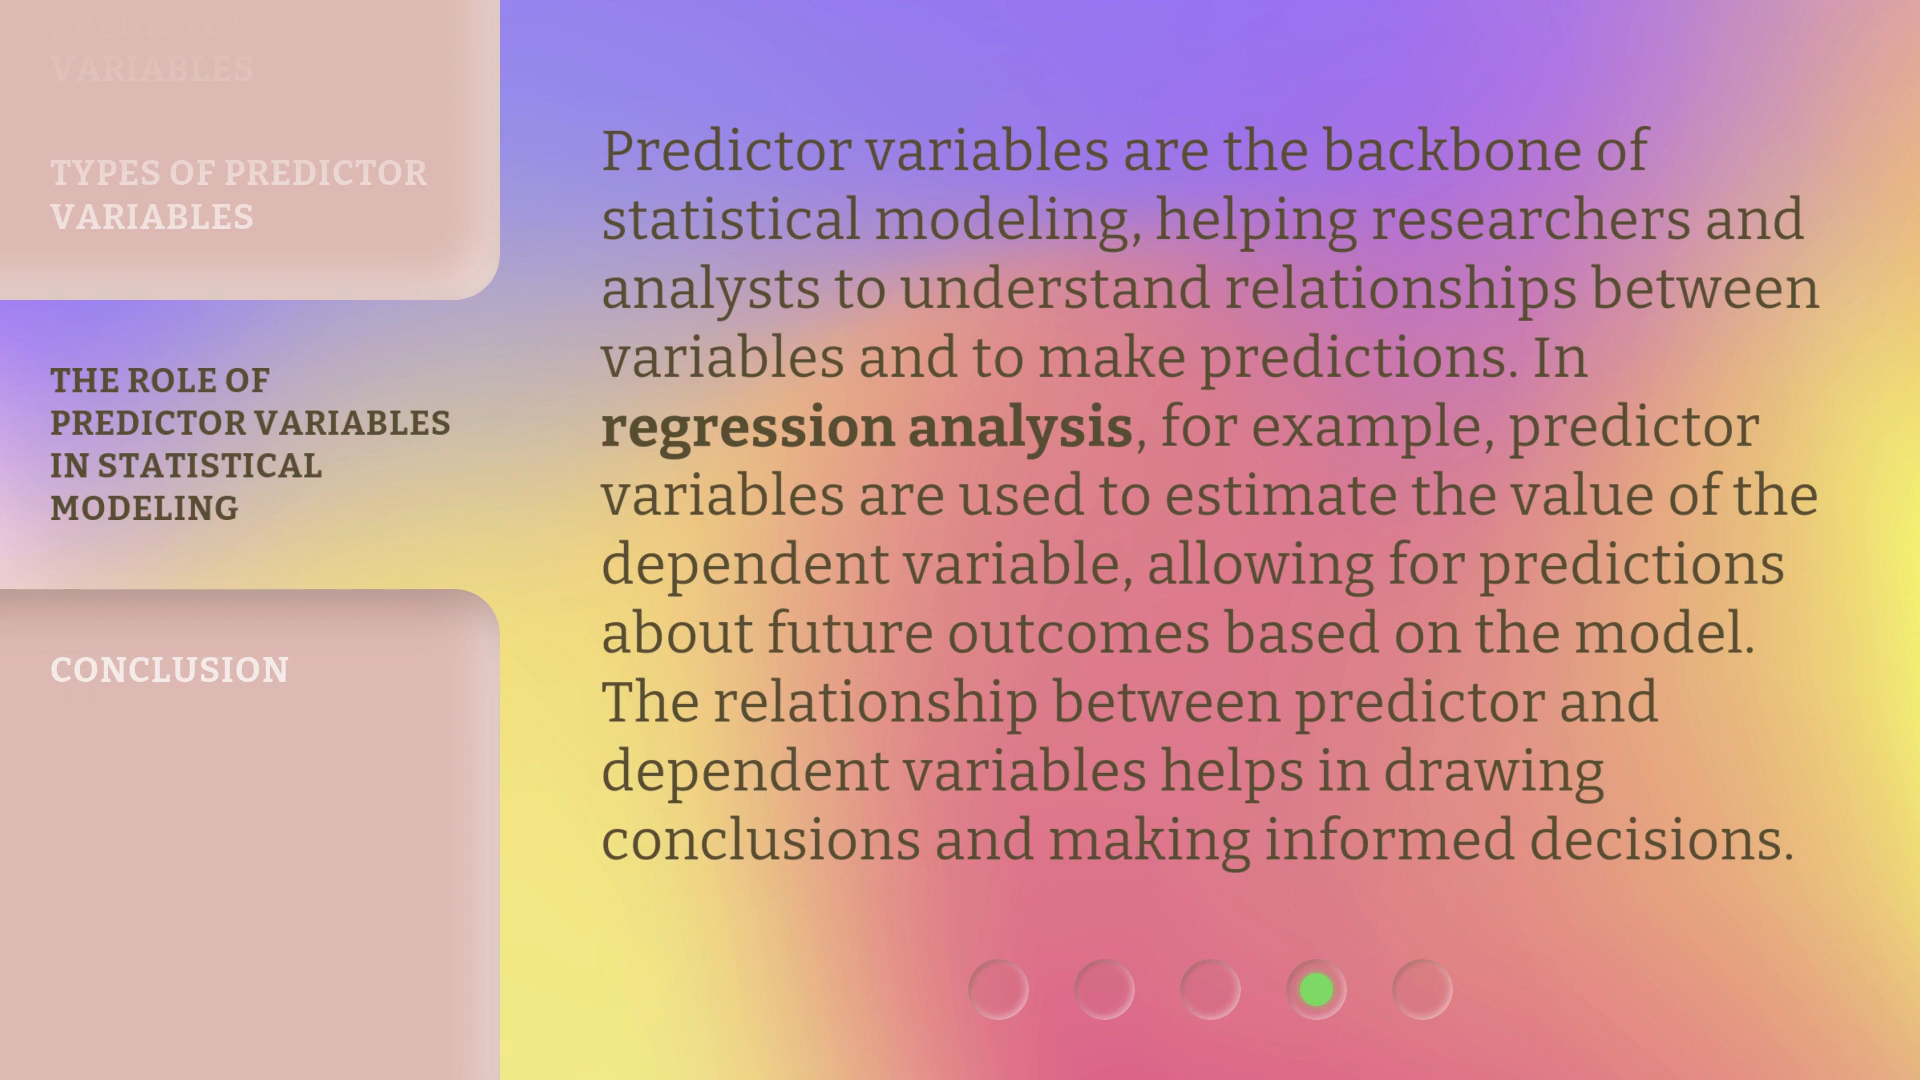 PREDICTOR
VARIABLES
TYPES OF PREDICTOR
VARIABLES
THE ROLE OF
PREDICTOR VARIABLES
IN STATISTICAL
MODELING
CONCLUSION
Predictor variables are the backbone of
statistical modeling, helping researchers and
analysts to understand relationships between
variables and to make predictions. In
regression analysis, for example, predictor
variables are used to estimate the value of the
dependent variable, allowing for predictions
about future outcomes based on the model.
The relationship between predictor and
dependent variables helps in drawing
conclusions and making informed decisions.